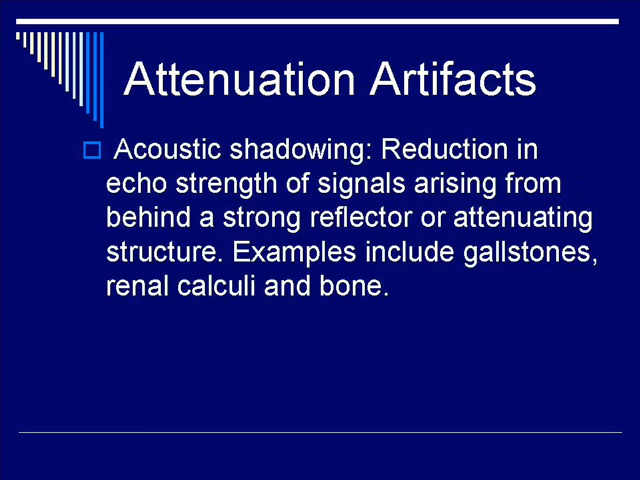 Attenuation Artifacts
Acoustic shadowing: Reduction in
echo strength of signals arising from
behind a strong reflector or attenuating
structure. Examples include gallstones,
renal calculi and bone.